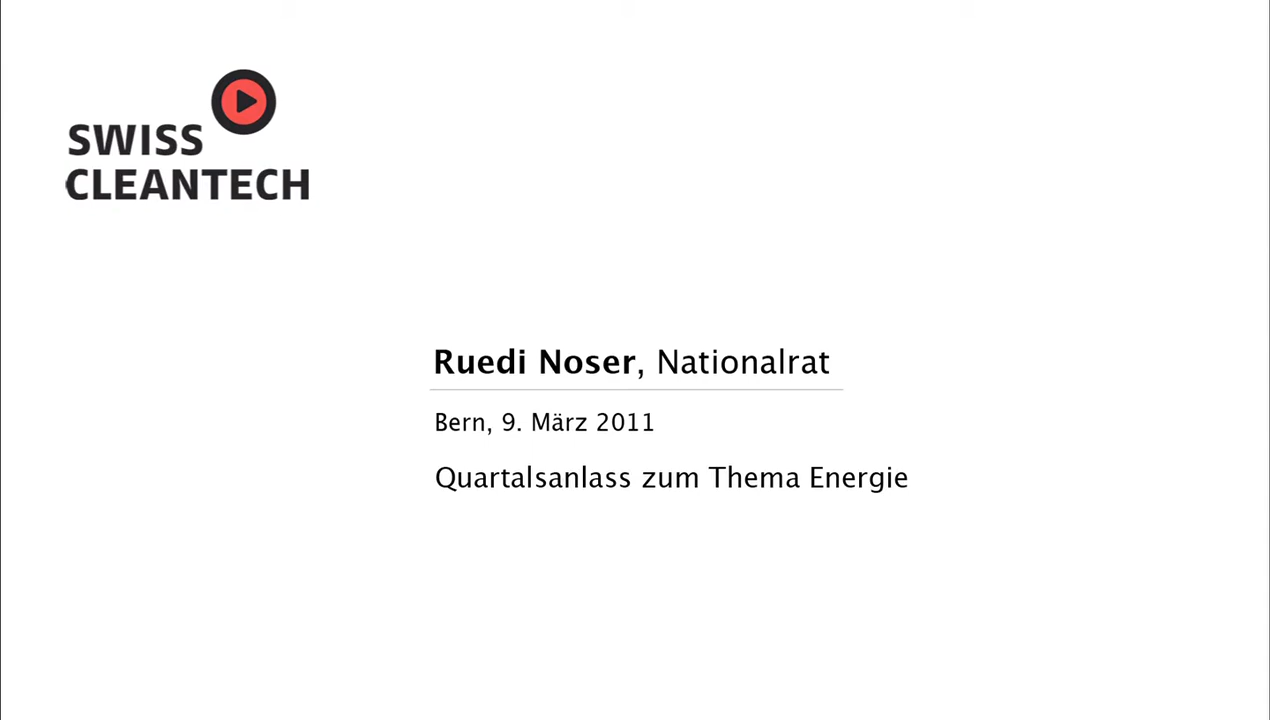 SWISS
CLEANTECH
Ruedi Noser, Nationalrat
Bern, 9. März 2011
Quartalsanlass zum Thema Energie